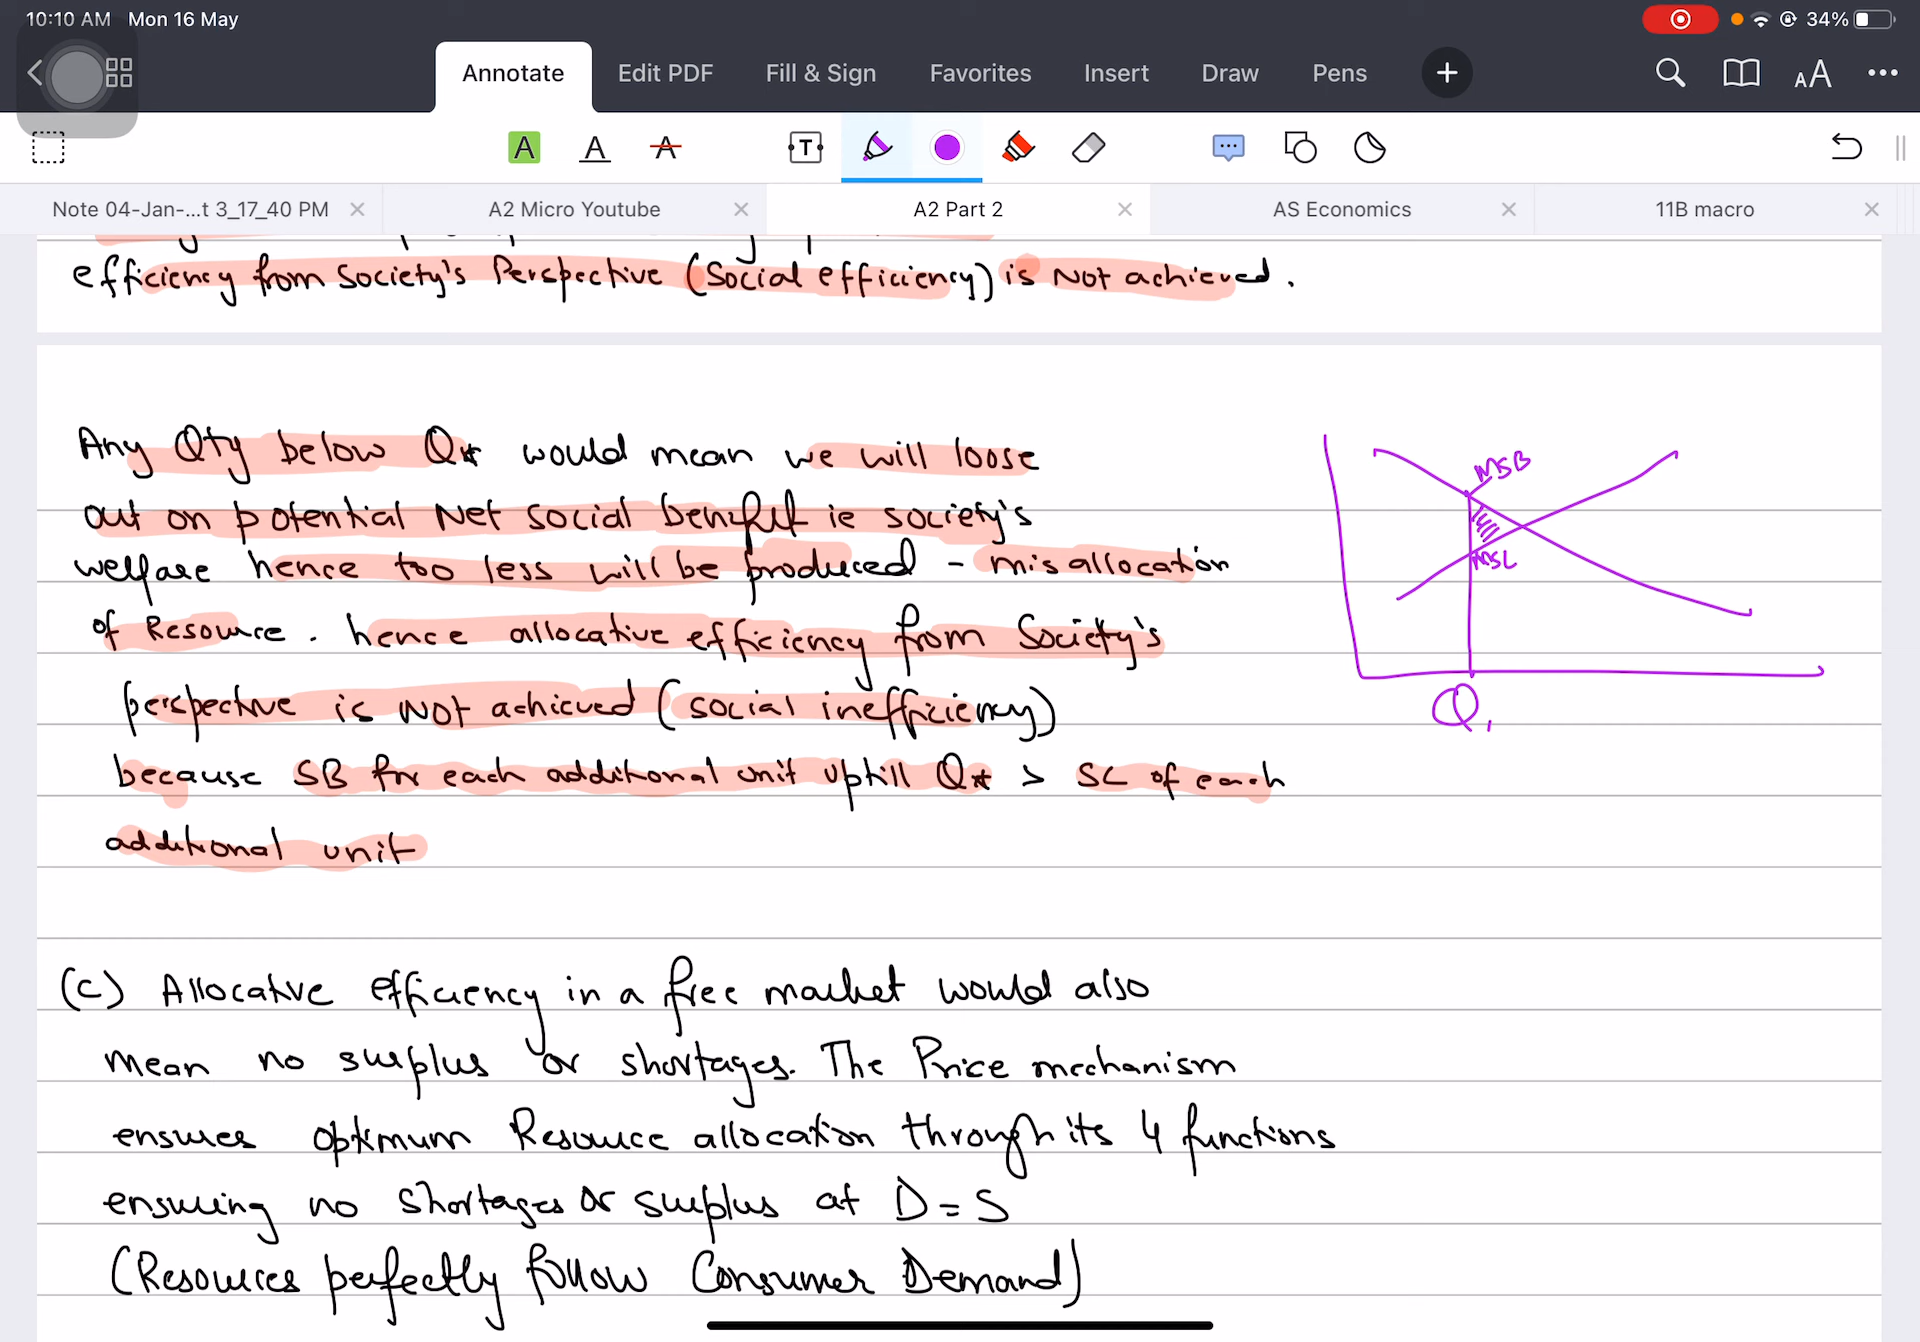 10:10 AM Mon 16 May
34%
Annotate Edit PDF Fill & Sign Favorites Insert Draw Pens
Note 04-Jan-...t 3_17_40 PM A2 Micro Youtube A2 Part 2 AS Economics 11B macro
efficiency from society's Perspective (Social efficiency) is Not achieved.
Any Qty below Q* would mean we will loose
out on potential Net social benefit ie society's
welfare hence too less will be produced - misallocation
of Resource. hence allocative efficiency from Society's
perspective is NOT achieved (social inefficiency)
because SB for each additional unit uptill Q* > SC of each
additional unit
MSB
MSC
Q1
(c) Allocative efficiency in a free market would also
mean no surplus or shortages. The Price mechanism
ensures optimum Resource allocation through its 4 functions
ensuring no shortages or surplus at D = S
(Resources perfectly follow Consumer Demand)